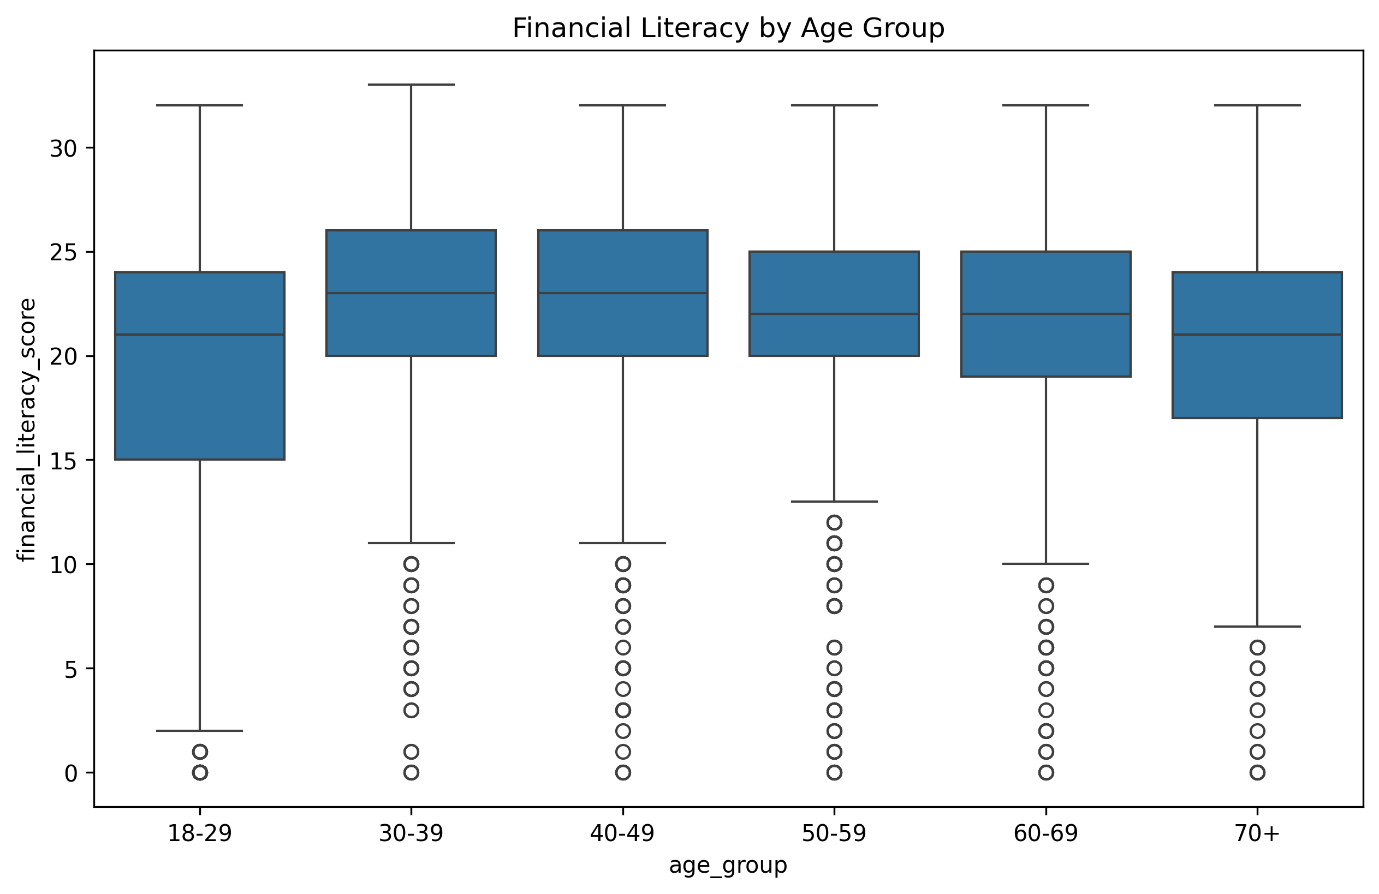 Financial Literacy by Age Group
financial_literacy_score
30
25
20
15
10
5
0
18-29 30-39 40-49 50-59 60-69 70+
age_group